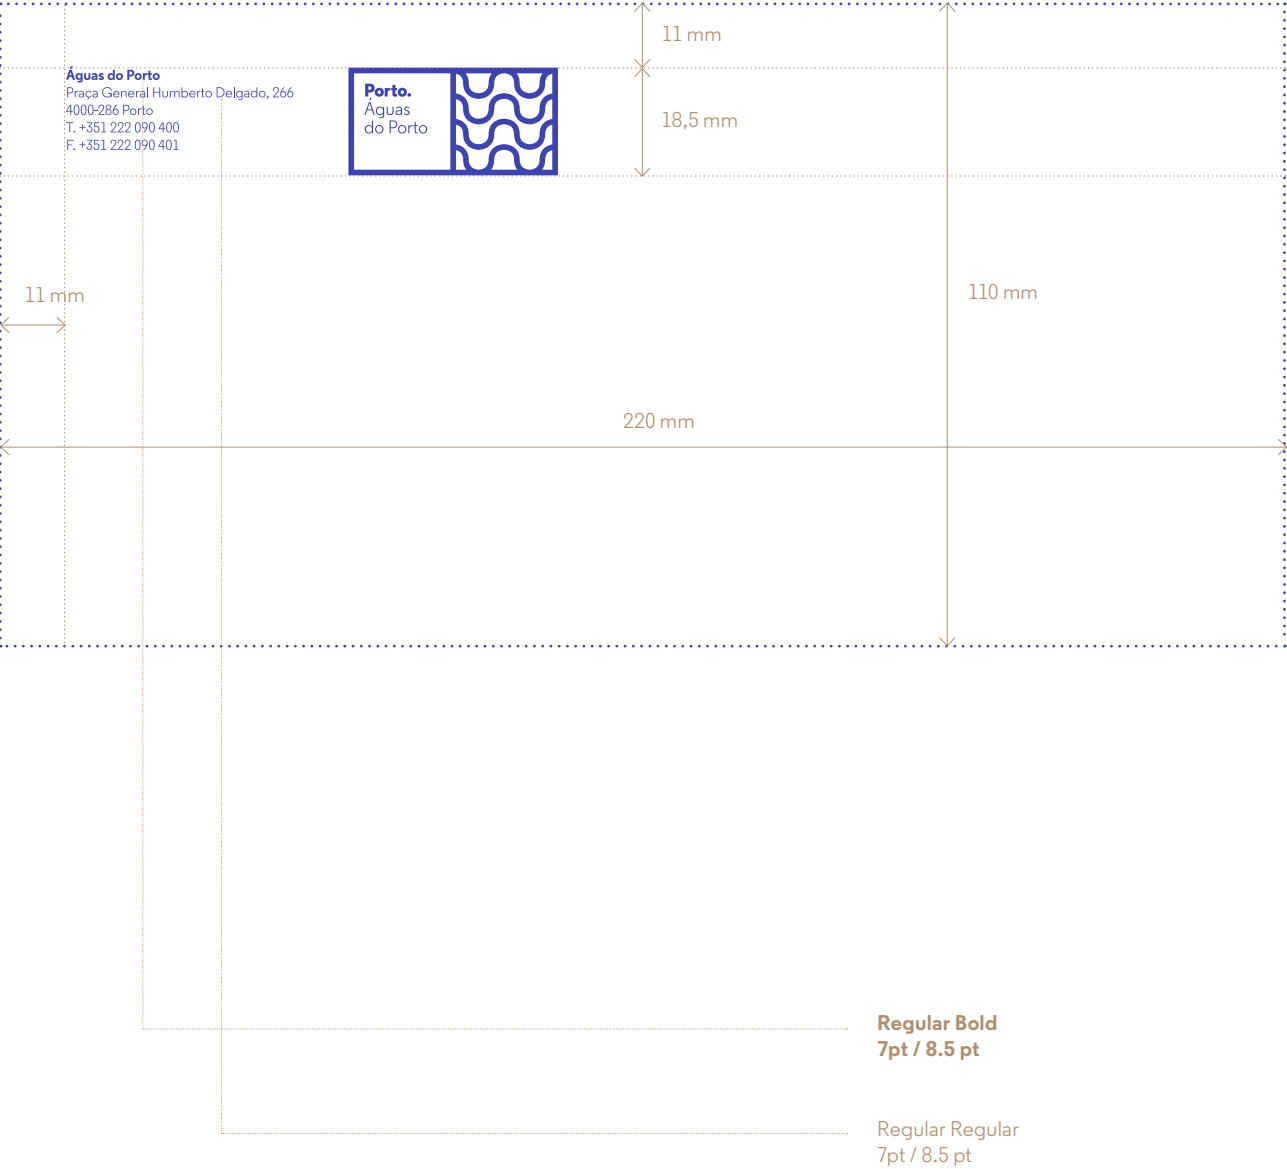 11 mm
Águas do Porto
Praça General Humberto Delgado, 266
4000-286 Porto
T. +351 222 090 400
F. +351 222 090 401
Porto.
Águas
do Porto
18,5 mm
11 mm
110 mm
220 mm
Regular Bold
7pt / 8.5 pt
Regular Regular
7pt / 8.5 pt